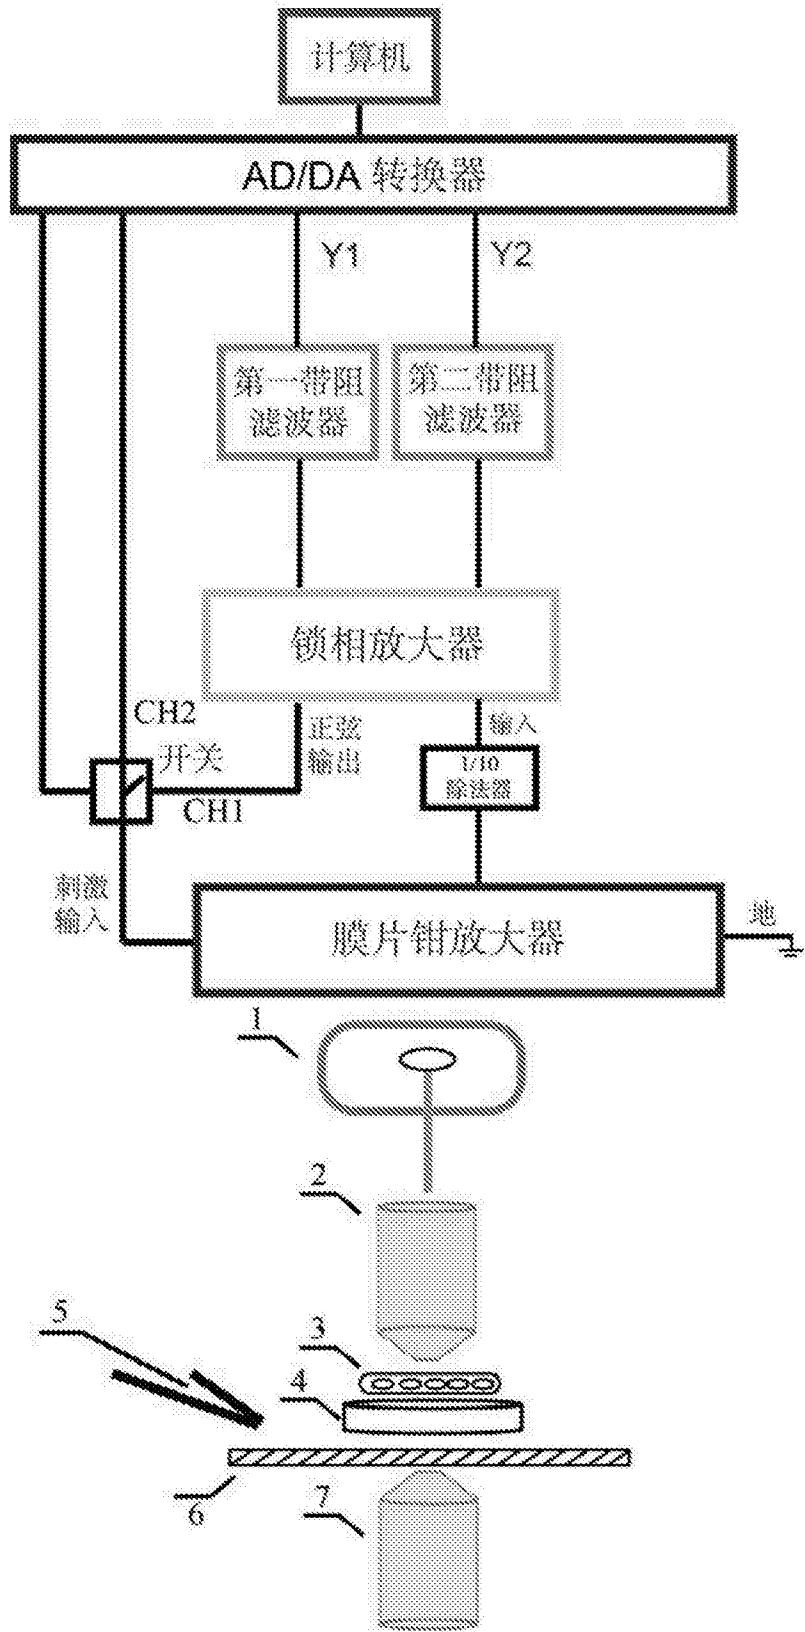 计算机
AD/DA 转换器
Y1
Y2
第一带阻
滤波器
第二带阻
滤波器
锁相放大器
CH2
正弦
输出
输入
开关
CH1
1/10
除法器
刺激
输入
膜片钳放大器
地
1
2
3
4
5
6
7